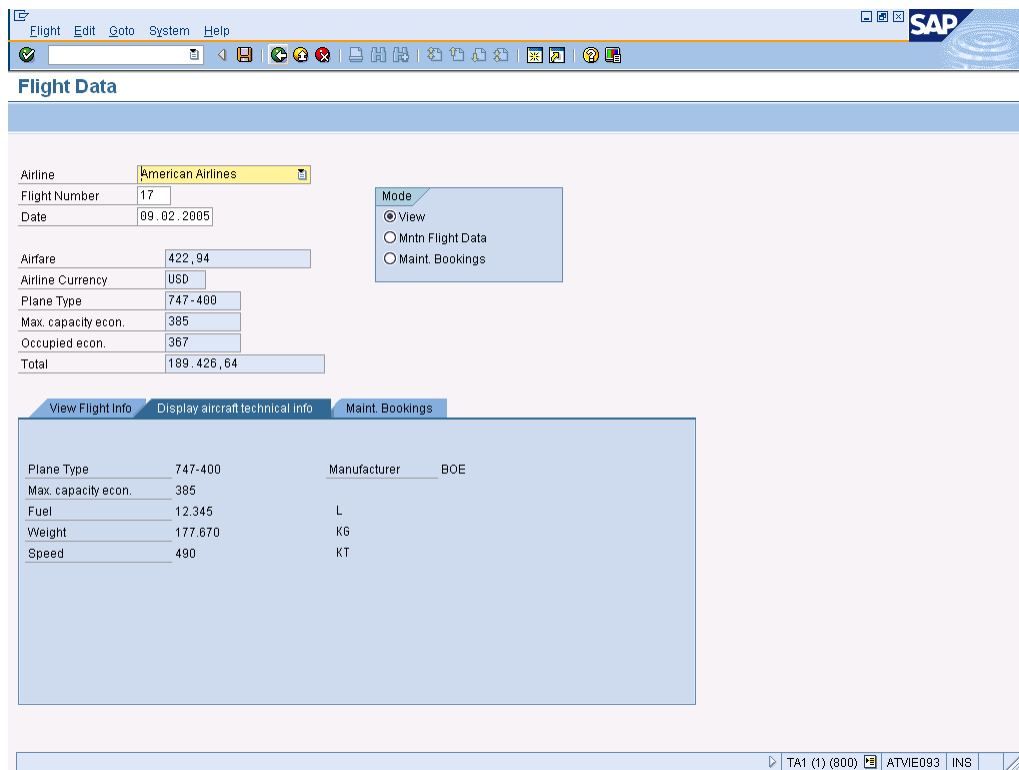 Flight Edit Goto System Help
SAP
Flight Data
Airline American Airlines
Flight Number 17
Date 09.02.2005
Mode
View
Mntn Flight Data
Maint. Bookings
Airfare 422,94
Airline Currency USD
Plane Type 747-400
Max. capacity econ. 385
Occupied econ. 367
Total 189.426,64
View Flight Info Display aircraft technical info Maint. Bookings
Plane Type 747-400 Manufacturer BOE
Max. capacity econ. 385
Fuel 12.345 L
Weight 177.670 KG
Speed 490 KT
TA1 (1) (800) ATVIE093 INS